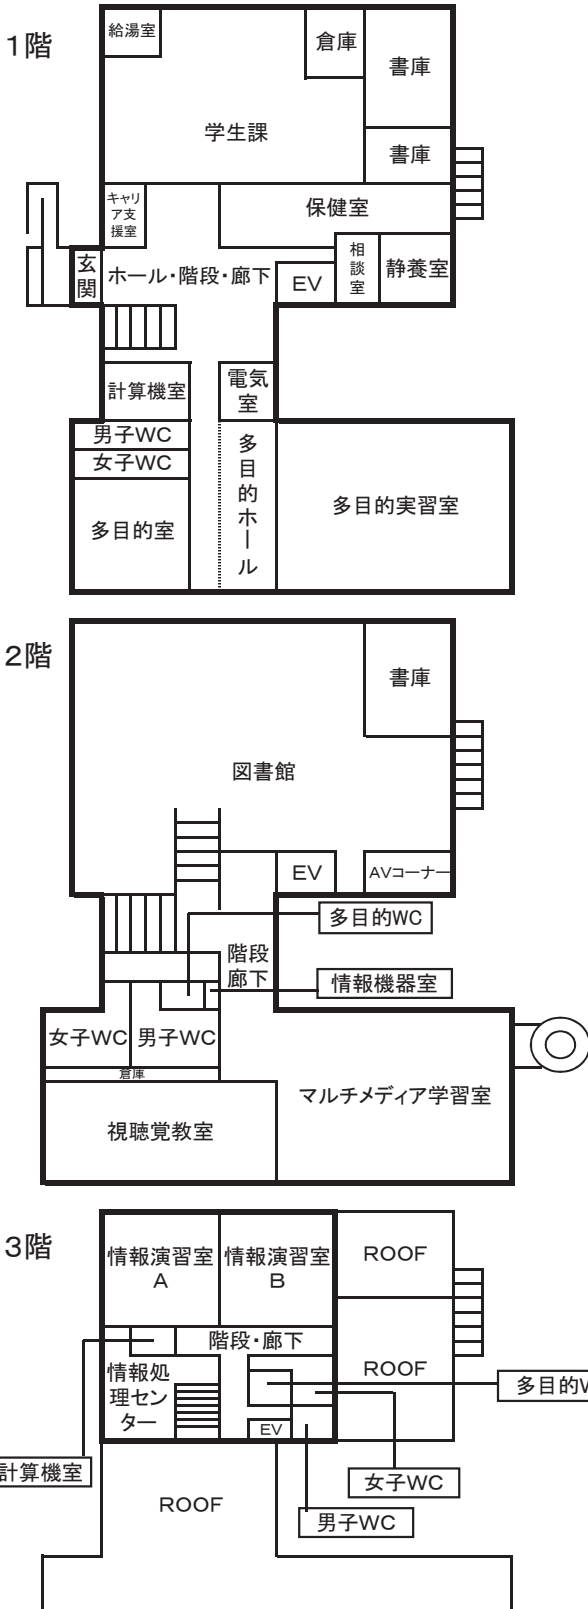 1階
給湯室
倉庫
書庫
学生課
書庫
キャリ
ア支
援室
保健室
玄
関
ホール・階段・廊下
EV
相
談
室
静養室
計算機室
電気
室
男子WC
女子WC
多目的室
多
目
的
ホ
ー
ル
多目的実習室
2階
書庫
図書館
EV
AVコーナー
多目的WC
階段
廊下
情報機器室
女子WC
男子WC
倉庫
マルチメディア学習室
視聴覚教室
3階
情報演習室
A
情報演習室
B
ROOF
階段・廊下
ROOF
情報処
理セン
ター
多目的W
EV
計算機室
女子WC
ROOF
男子WC